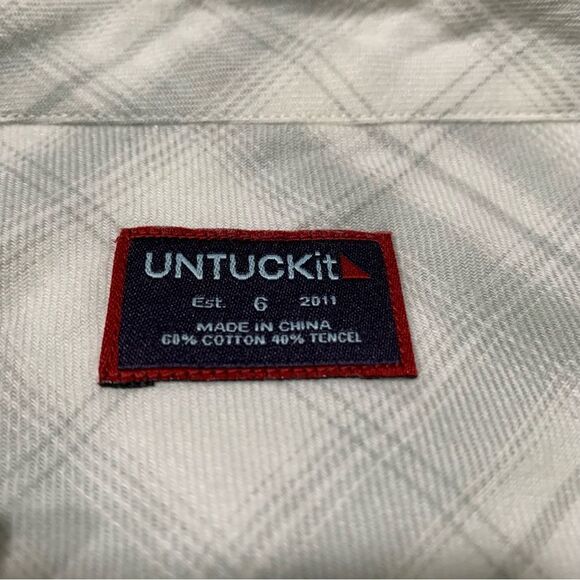 UNTUCKit
Est. 6 2011
MADE IN CHINA
60% COTTON 40% TENCEL